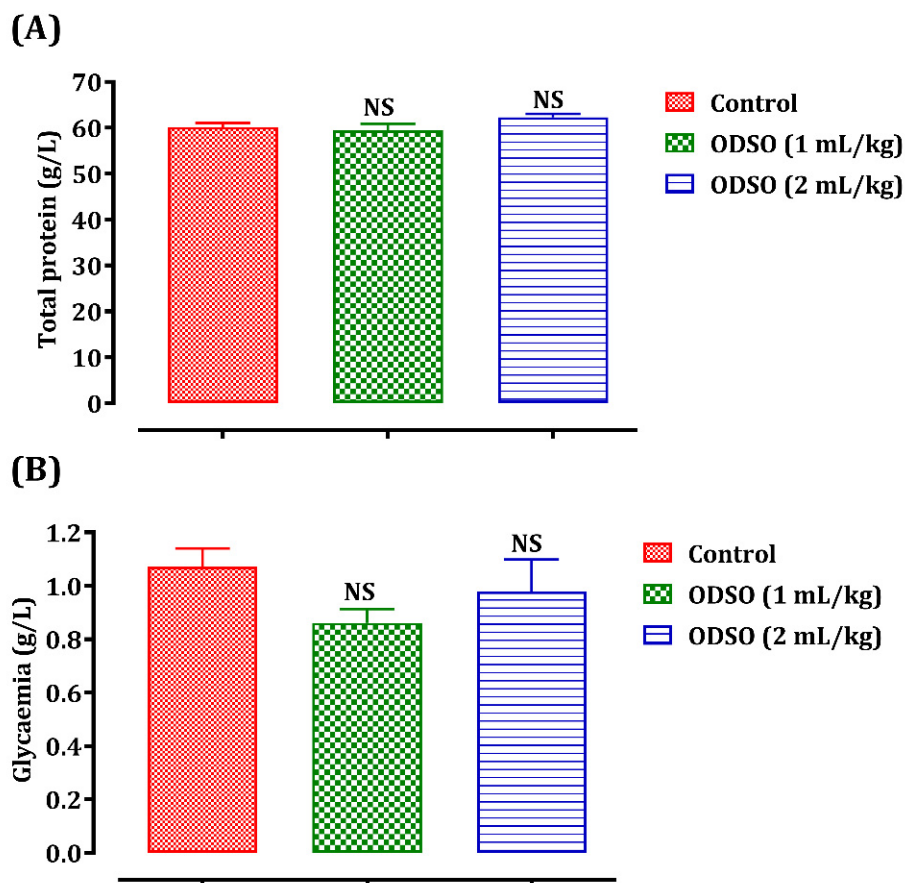 (A)
Total protein (g/L)
70
60
50
40
30
20
10
0
NS
NS
Control
ODSO (1 mL/kg)
ODSO (2 mL/kg)
(B)
Glycaemia (g/L)
1.2
1.0
0.8
0.6
0.4
0.2
0.0
NS
NS
Control
ODSO (1 mL/kg)
ODSO (2 mL/kg)